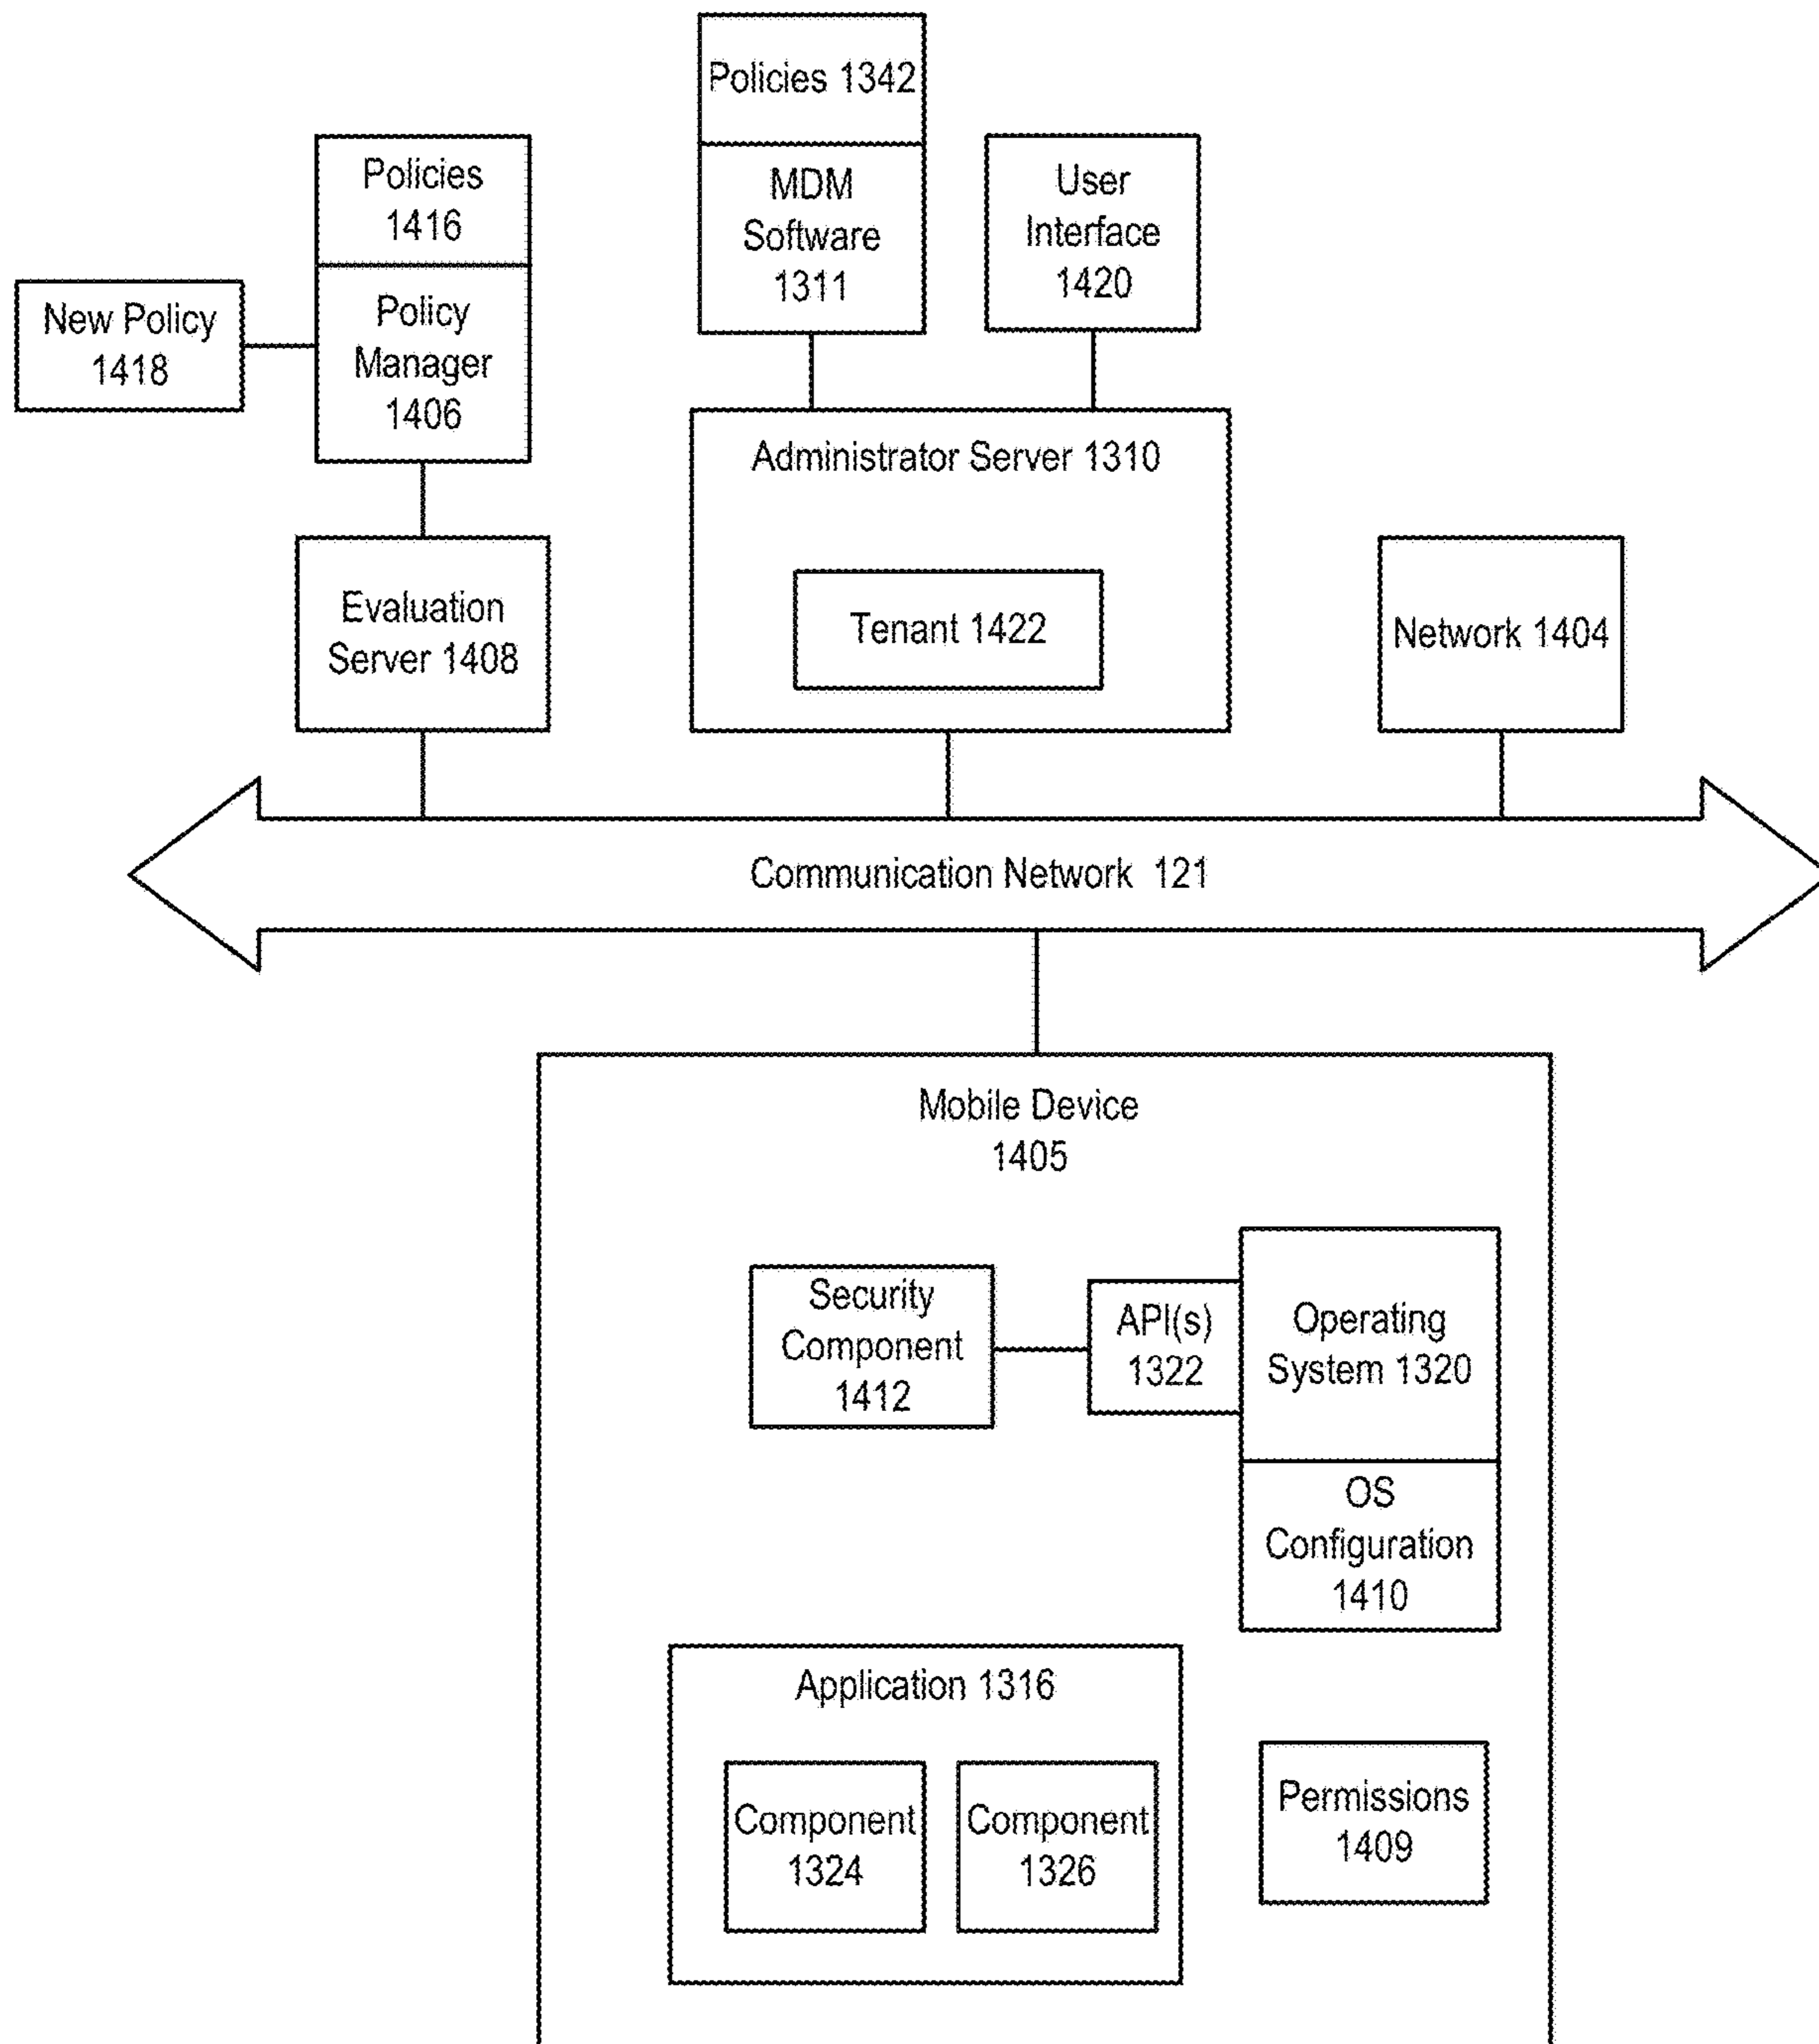 Policies 1342
MDM
Software
1311
User
Interface
1420
Policies
1416
Policy
Manager
1406
New Policy
1418
Administrator Server 1310
Tenant 1422
Evaluation
Server 1408
Network 1404
Communication Network 121
Mobile Device
1405
Security
Component
1412
API(s)
1322
Operating
System 1320
OS
Configuration
1410
Application 1316
Component
1324
Component
1326
Permissions
1409